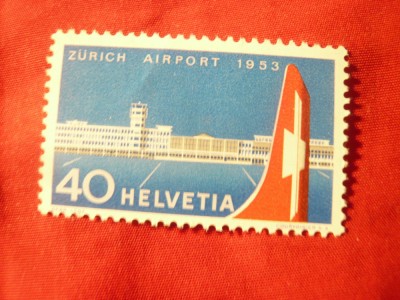 ZÜRICH AIRPORT 1953
40 HELVETIA